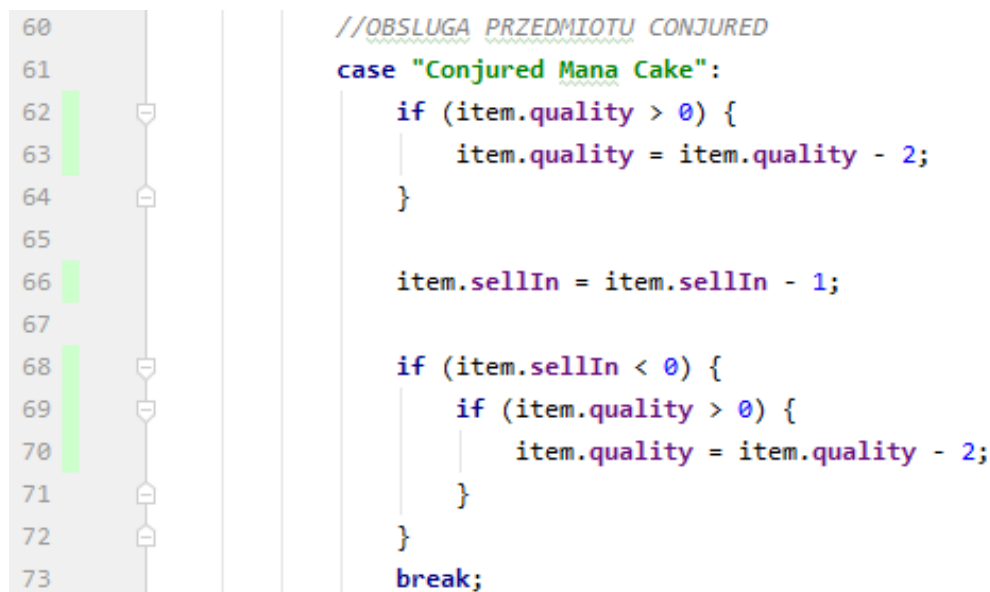 60 //OBSLUGA PRZEDMIOTU CONJURED
61 case "Conjured Mana Cake":
62 if (item.quality > 0) {
63 item.quality = item.quality - 2;
64 }
65
66 item.sellIn = item.sellIn - 1;
67
68 if (item.sellIn < 0) {
69 if (item.quality > 0) {
70 item.quality = item.quality - 2;
71 }
72 }
73 break;